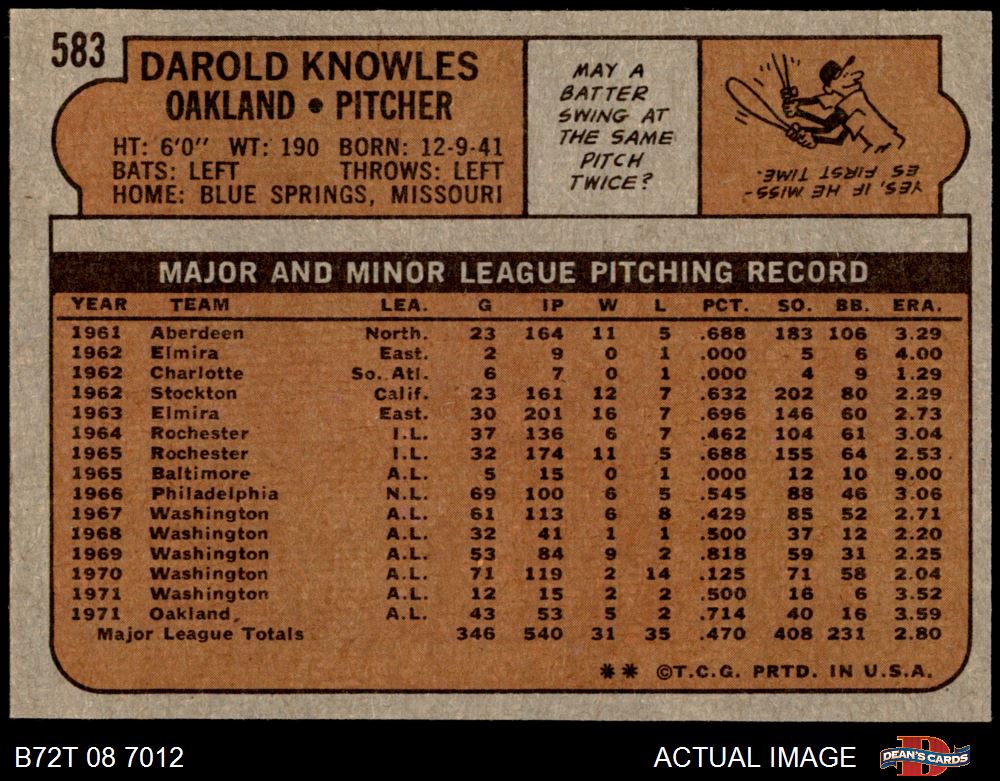 583
DAROLD KNOWLES
OAKLAND • PITCHER
HT: 6'0" WT: 190 BORN: 12-9-41
BATS: LEFT THROWS: LEFT
HOME: BLUE SPRINGS, MISSOURI
MAY A
BATTER
SWING AT
THE SAME
PITCH
TWICE?
YES, IF HE MISS-
ES FIRST TIME.
MAJOR AND MINOR LEAGUE PITCHING RECORD
YEAR TEAM LEA. G IP W L PCT. SO. BB. ERA.
1961 Aberdeen North. 23 164 11 5 .688 183 106 3.29
1962 Elmira East. 2 9 0 1 .000 5 6 4.00
1962 Charlotte So. Atl. 6 7 0 1 .000 4 9 1.29
1962 Stockton Calif. 23 161 12 7 .632 202 80 2.29
1963 Elmira East. 30 201 16 7 .696 146 60 2.73
1964 Rochester I.L. 37 136 6 7 .462 104 61 3.04
1965 Rochester I.L. 32 174 11 5 .688 155 64 2.53
1965 Baltimore A.L. 5 15 0 1 .000 12 10 9.00
1966 Philadelphia N.L. 69 100 6 5 .545 88 46 3.06
1967 Washington A.L. 61 113 6 8 .429 85 52 2.71
1968 Washington A.L. 32 41 1 1 .500 37 12 2.20
1969 Washington A.L. 53 84 9 2 .818 59 31 2.25
1970 Washington A.L. 71 119 2 14 .125 71 58 2.04
1971 Washington A.L. 12 15 2 2 .500 16 6 3.52
1971 Oakland A.L. 43 53 5 2 .714 40 16 3.59
Major League Totals 346 540 31 35 .470 408 231 2.80
** ©T.C.G. PRTD. IN U.S.A.
B72T 08 7012 ACTUAL IMAGE DEAN'S CARDS